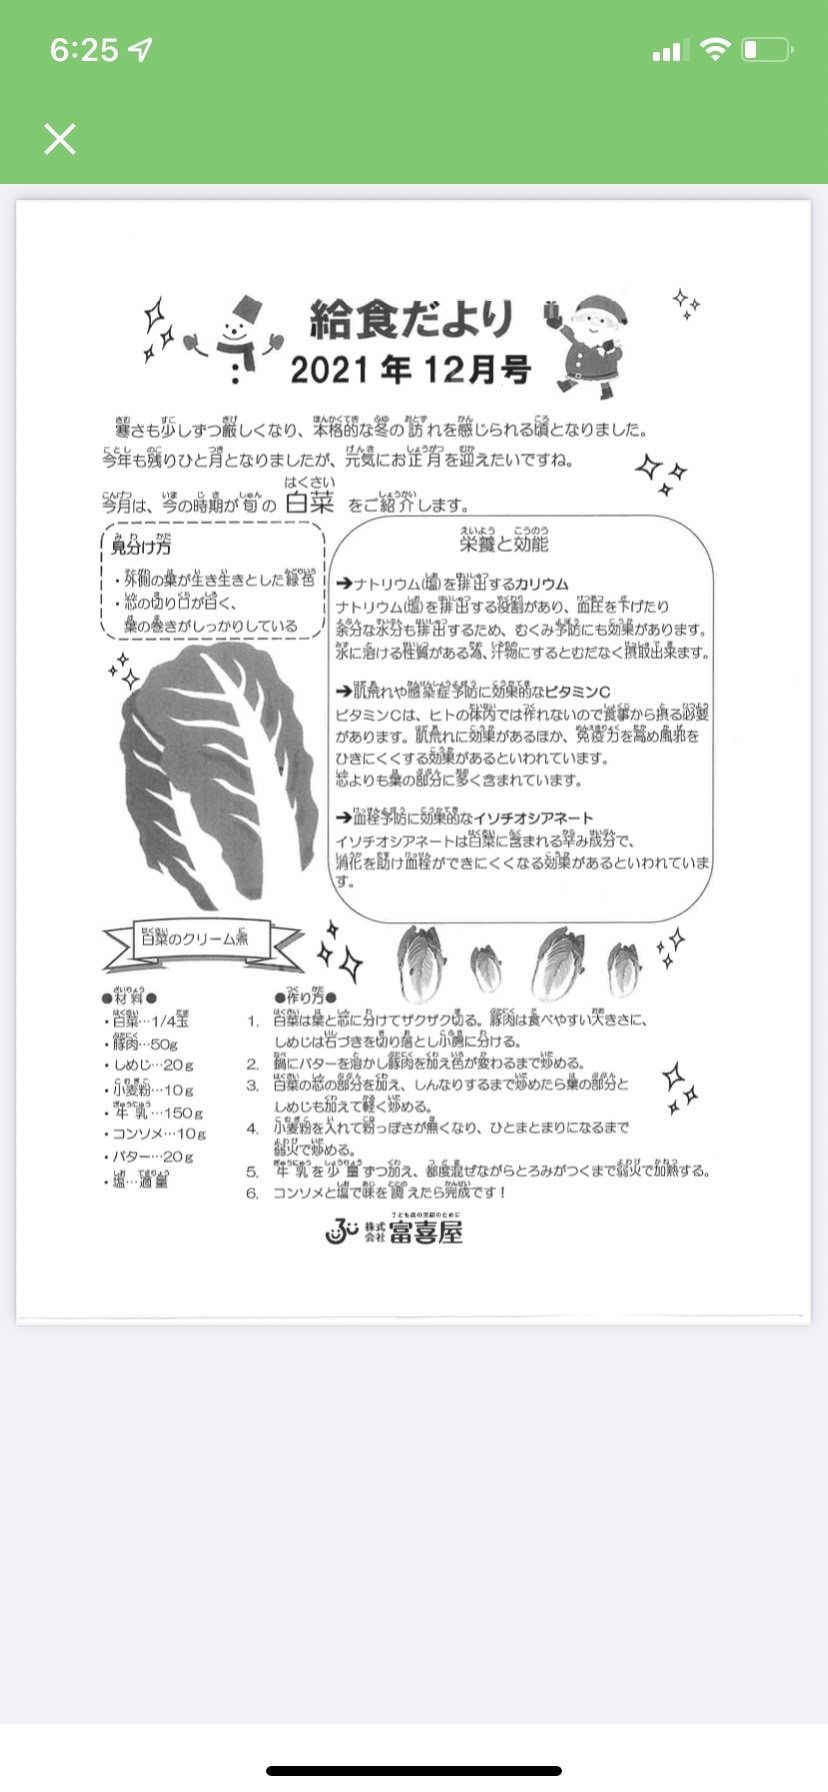 6:25
給食だより
2021年12月号
寒さも少しずつ厳しくなり、本格的な冬の訪れを感じられる頃となりました。
今年も残りひと月となりましたが、元気にお正月を迎えたいですね。
今月は、今の時期が旬の 白菜 をご紹介します。
見分け方
・外側の葉が生き生きとした緑色
・芯の切り口が白く、
葉の巻きがしっかりしている
栄養と効能
➔ナトリウム(塩)を排出するカリウム
ナトリウム(塩)を排出する役割があり、血圧を下げたり
余分な水分も排出するため、むくみ予防にも効果があります。
水に溶ける性質がある為、汁物にするとむだなく摂取出来ます。
➔肌荒れや感染症予防に効果的なビタミンC
ビタミンCは、ヒトの体内では作れないので食事から摂る必要
があります。肌荒れに効果があるほか、免疫力を高め風邪を
ひきにくくする効果があるといわれています。
芯よりも葉の部分に多く含まれています。
➔血栓予防に効果的なイソチオシアネート
イソチオシアネートは白菜に含まれる辛み成分で、
消化を助け血栓ができにくくなる効果があるといわれていま
す。
白菜のクリーム煮
●材料●
・白菜…1/4玉
・豚肉…50g
・しめじ…20g
・小麦粉…10g
・牛乳…150g
・コンソメ…10g
・バター…20g
・塩…適量
●作り方●
1. 白菜は葉と芯に分けてザクザク切る。豚肉は食べやすい大きさに、
しめじは石づきを切り落とし小房に分ける。
2. 鍋にバターを溶かし豚肉を加え色が変わるまで炒める。
3. 白菜の芯の部分を加え、しんなりするまで炒めたら葉の部分と
しめじも加えて軽く炒める。
4. 小麦粉を入れて粉っぽさが無くなり、ひとまとまりになるまで
弱火で炒める。
5. 牛乳を少量ずつ加え、都度混ぜながらとろみがつくまで弱火で加熱する。
6. コンソメと塩で味を調えたら完成です！
子ども達の笑顔のために
株式会社 富喜屋